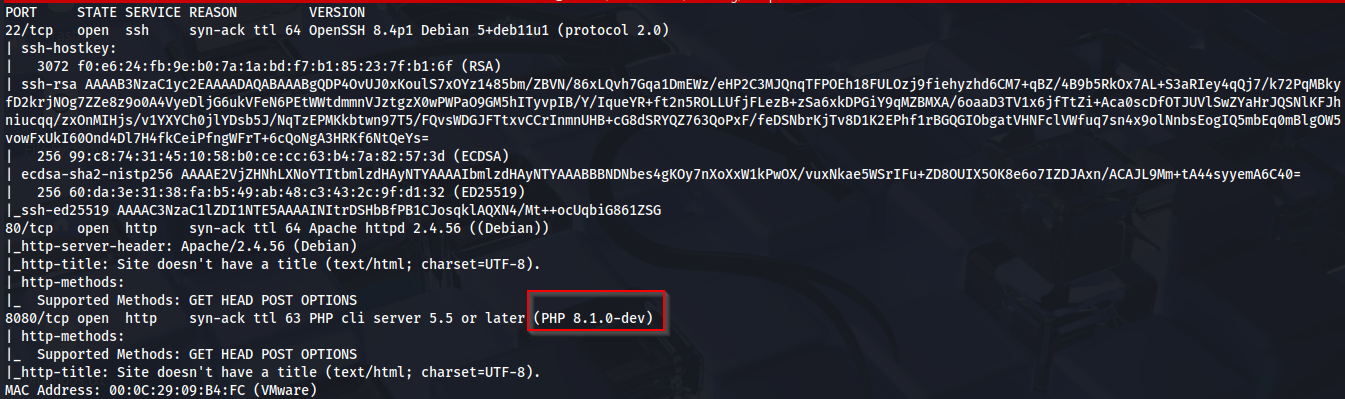 PORT     STATE SERVICE REASON         VERSION
22/tcp   open  ssh     syn-ack ttl 64 OpenSSH 8.4p1 Debian 5+deb11u1 (protocol 2.0)
| ssh-hostkey:
|   3072 f0:e6:24:fb:9e:b0:7a:1a:bd:f7:b1:85:23:7f:b1:6f (RSA)
| ssh-rsa AAAAB3NzaC1yc2EAAAADAQABAAABgQDP4OvUJ0xKoulS7xOYz1485bm/ZBVN/86xLQvh7Gqa1DmEWz/eHP2C3MJQnqTFPOEh18FULOzj9fiehyzhd6CM7+qBZ/4B9b5RkOx7AL+S3aRIey4qQj7/k72PqMBky
fD2krjNOg7ZZe8z9o0A4VyeDljG6ukVFeN6PEtWWtdmmnVJztgzX0wPWPaO9GM5hITyvpIB/Y/IqueYR+ft2n5ROLLUfjFLezB+zSa6xkDPGiY9qMZBMXA/6oaaD3TV1x6jfTtZi+Aca0scDfOTJUVlSwZYaHrJQSNlKFJh
niucqq/zxOnMIHjs/v1YXYCh0jlYDsb5J/NqTzEPMKkbtwn97T5/FQvsWDGJFTtxvCCrInmnUHB+cG8dSRYQZ763QoPxF/feDSNbrKjTv8D1K2EPhf1rBGQGIObgatVHNFclVWfuq7sn4x9olNnbsEogIQ5mbEq0mBlgOW5
vowFxUkI60Ond4Dl7H4fkCeiPfngWFrT+6cQoNgA3HRKf6NtQeYs=
|   256 99:c8:74:31:45:10:58:b0:ce:cc:63:b4:7a:82:57:3d (ECDSA)
| ecdsa-sha2-nistp256 AAAAE2VjZHNhLXNoYTItbmlzdHAyNTYAAAAIbmlzdHAyNTYAAABBBNDNbes4gKOy7nXoXxW1kPwOX/vuxNkae5WSrIFu+ZD8OUIX5OK8e6o7IZDJAxn/ACAJL9Mm+tA44syyemA6C40=
|   256 60:da:3e:31:38:fa:b5:49:ab:48:c3:43:2c:9f:d1:32 (ED25519)
|_ssh-ed25519 AAAAC3NzaC1lZDI1NTE5AAAAINItrDSHbBfPB1CJosqklAQXN4/Mt++ocUqbiG861ZSG
80/tcp   open  http    syn-ack ttl 64 Apache httpd 2.4.56 ((Debian))
|_http-server-header: Apache/2.4.56 (Debian)
|_http-title: Site doesn't have a title (text/html; charset=UTF-8).
| http-methods:
|_  Supported Methods: GET HEAD POST OPTIONS
8080/tcp open  http    syn-ack ttl 63 PHP cli server 5.5 or later (PHP 8.1.0-dev)
| http-methods:
|_  Supported Methods: GET HEAD POST OPTIONS
|_http-title: Site doesn't have a title (text/html; charset=UTF-8).
MAC Address: 00:0C:29:09:B4:FC (VMware)